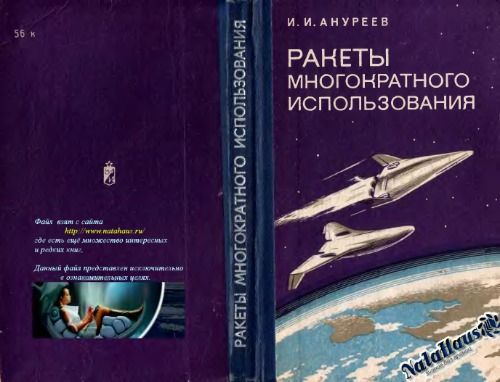 56 к
Файл взят с сайта
http://www.natahaus.ru/
где есть ещё множество интересных
и редких книг.
Данный файл представлен исключительно
в ознакомительных целях.
РАКЕТЫ МНОГОКРАТНОГО ИСПОЛЬЗОВАНИЯ
И. И. АНУРЕЕВ
РАКЕТЫ
МНОГОКРАТНОГО
ИСПОЛЬЗОВАНИЯ
NataHaus.ru